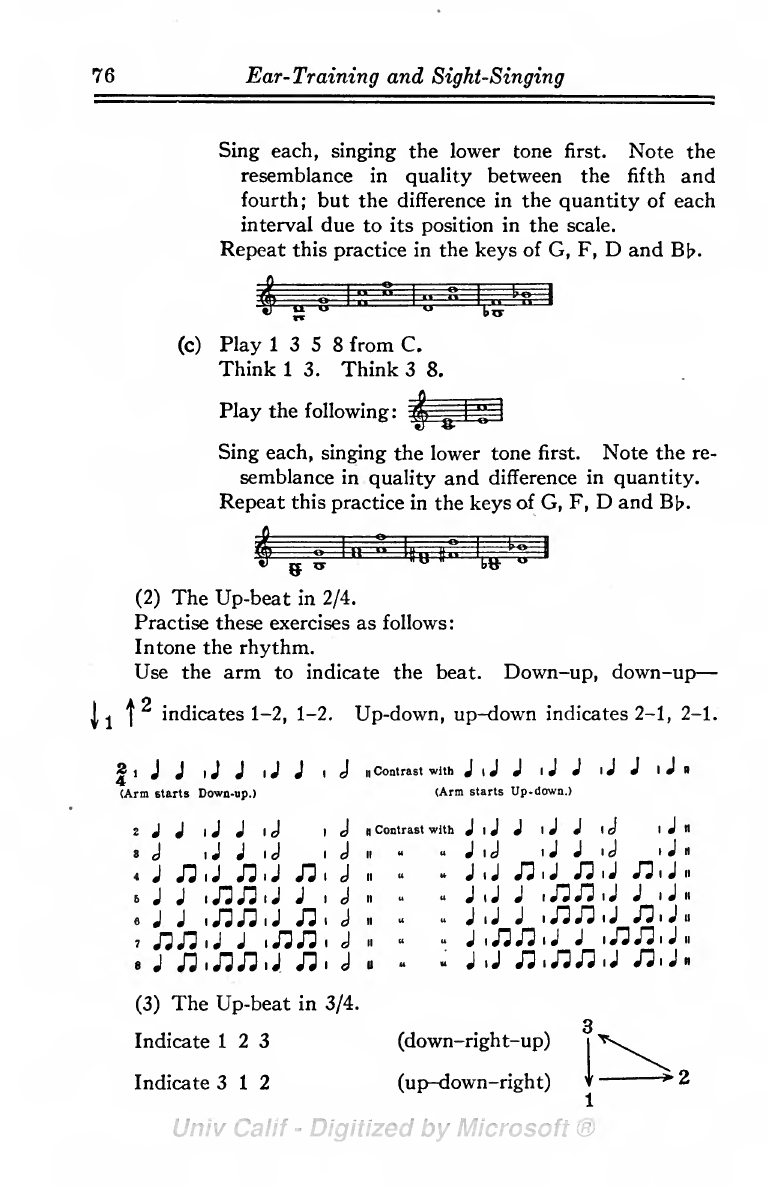 76 Ear-Training and Sight-Singing
Sing each, singing the lower tone first. Note the
resemblance in quality between the fifth and
fourth; but the difference in the quantity of each
interval due to its position in the scale.
Repeat this practice in the keys of G, F, D and B♭.
(c) Play 1 3 5 8 from C.
Think 1 3. Think 3 8.
Play the following:
Sing each, singing the lower tone first. Note the re-
semblance in quality and difference in quantity.
Repeat this practice in the keys of G, F, D and B♭.
(2) The Up-beat in 2/4.
Practise these exercises as follows:
Intone the rhythm.
Use the arm to indicate the beat. Down-up, down-up—
↓1 ↑2 indicates 1-2, 1-2. Up-down, up-down indicates 2-1, 2-1.
2/4 1 Contrast with
(Arm starts Down-up.) (Arm starts Up-down.)
2 Contrast with
3 " "
4 " "
5 " "
6 " "
7 " "
8 " "
(3) The Up-beat in 3/4.
3
Indicate 1 2 3 (down-right-up)
Indicate 3 1 2 (up-down-right) 2
1
Univ Calif - Digitized by Microsoft ®